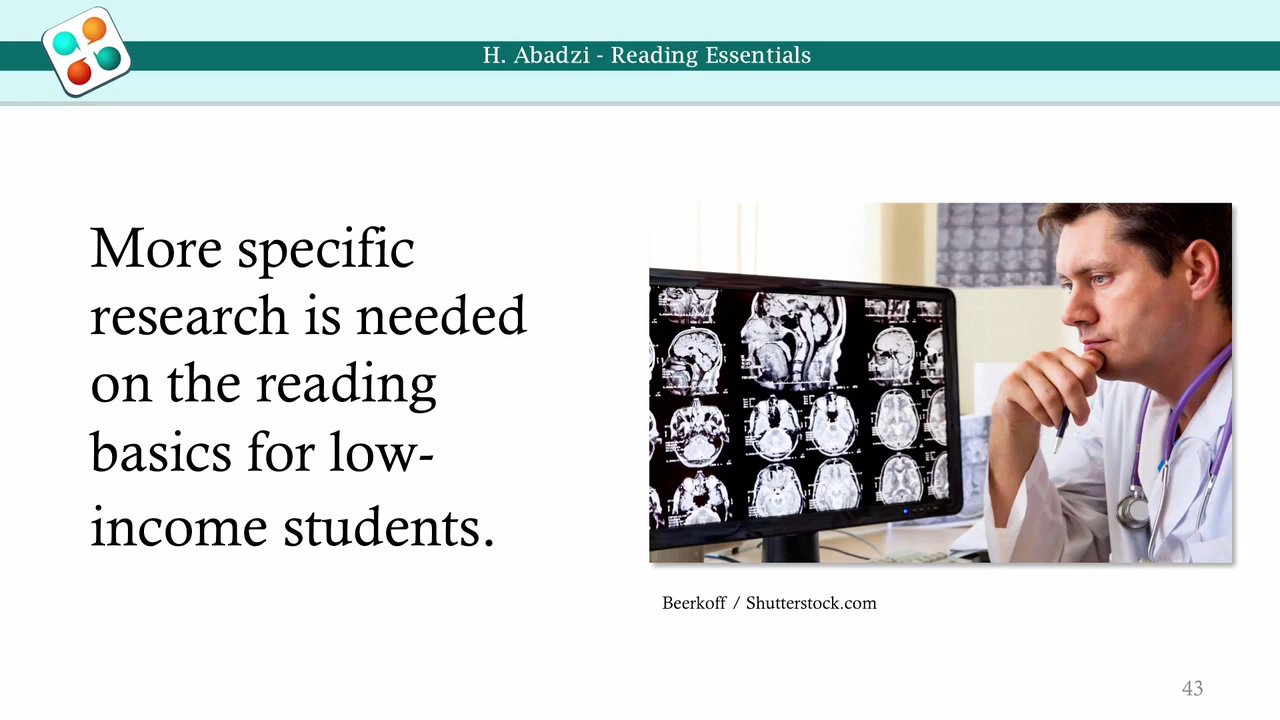 H. Abadzi - Reading Essentials
More specific
research is needed
on the reading
basics for low-
income students.
Beerkoff / Shutterstock.com
43